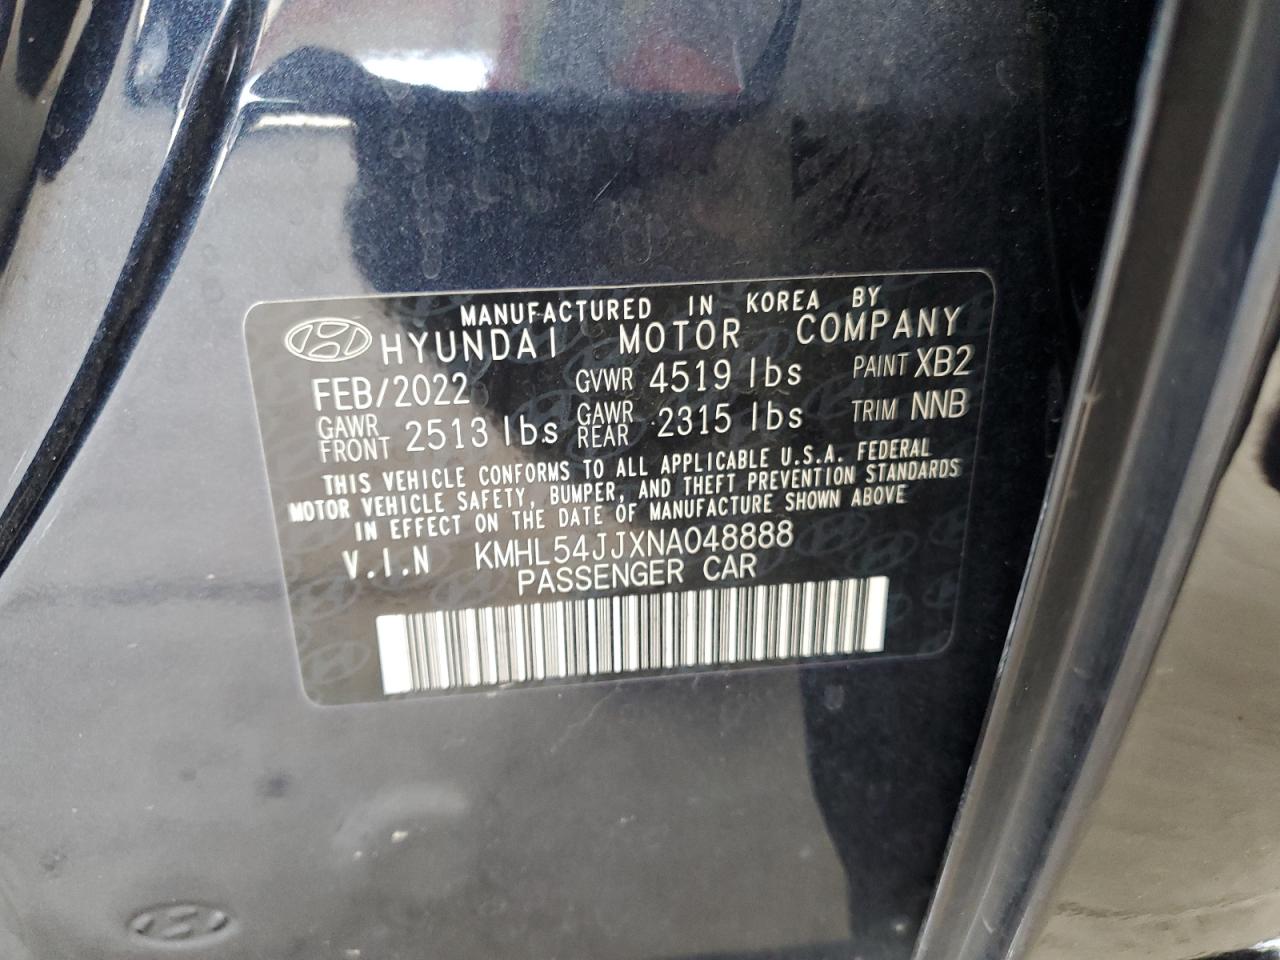 MANUFACTURED IN KOREA BY
HYUNDAI MOTOR COMPANY
FEB/2022 GVWR 4519 lbs PAINT XB2
GAWR FRONT 2513 lbs GAWR REAR 2315 lbs TRIM NNB
THIS VEHICLE CONFORMS TO ALL APPLICABLE U.S.A. FEDERAL
MOTOR VEHICLE SAFETY, BUMPER, AND THEFT PREVENTION STANDARDS
IN EFFECT ON THE DATE OF MANUFACTURE SHOWN ABOVE
V.I.N KMHL54JJXNA048888
PASSENGER CAR